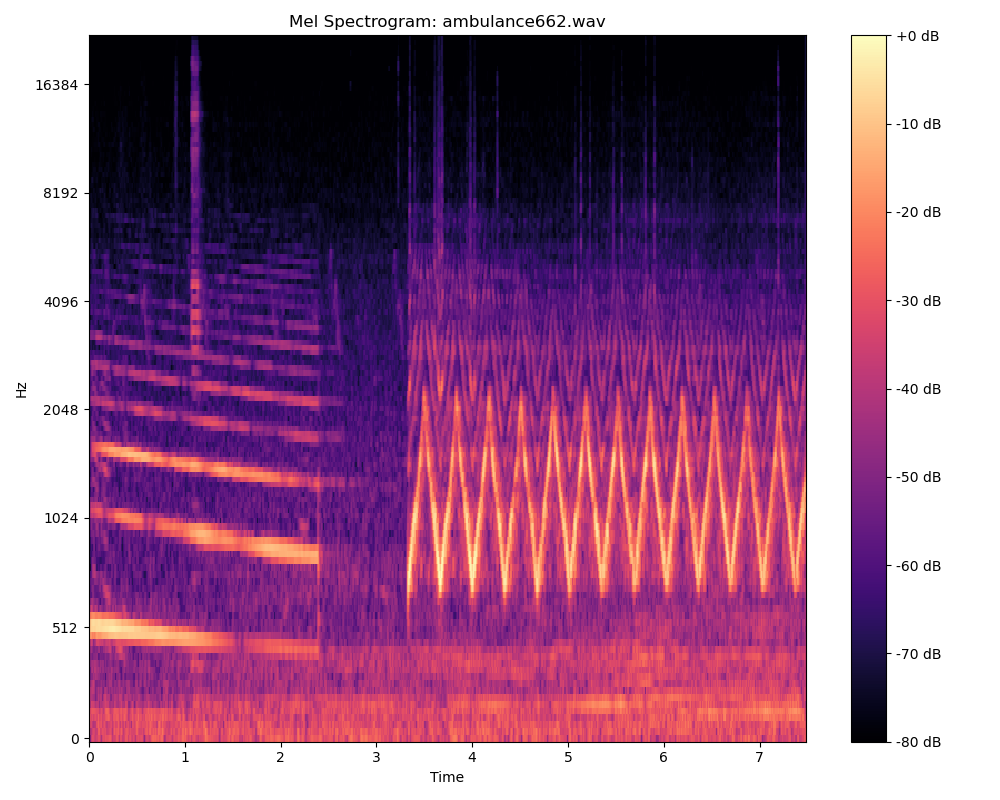 Mel Spectrogram: ambulance662.wav
Hz
16384
8192
4096
2048
1024
512
0
0 1 2 3 4 5 6 7
Time
+0 dB
-10 dB
-20 dB
-30 dB
-40 dB
-50 dB
-60 dB
-70 dB
-80 dB